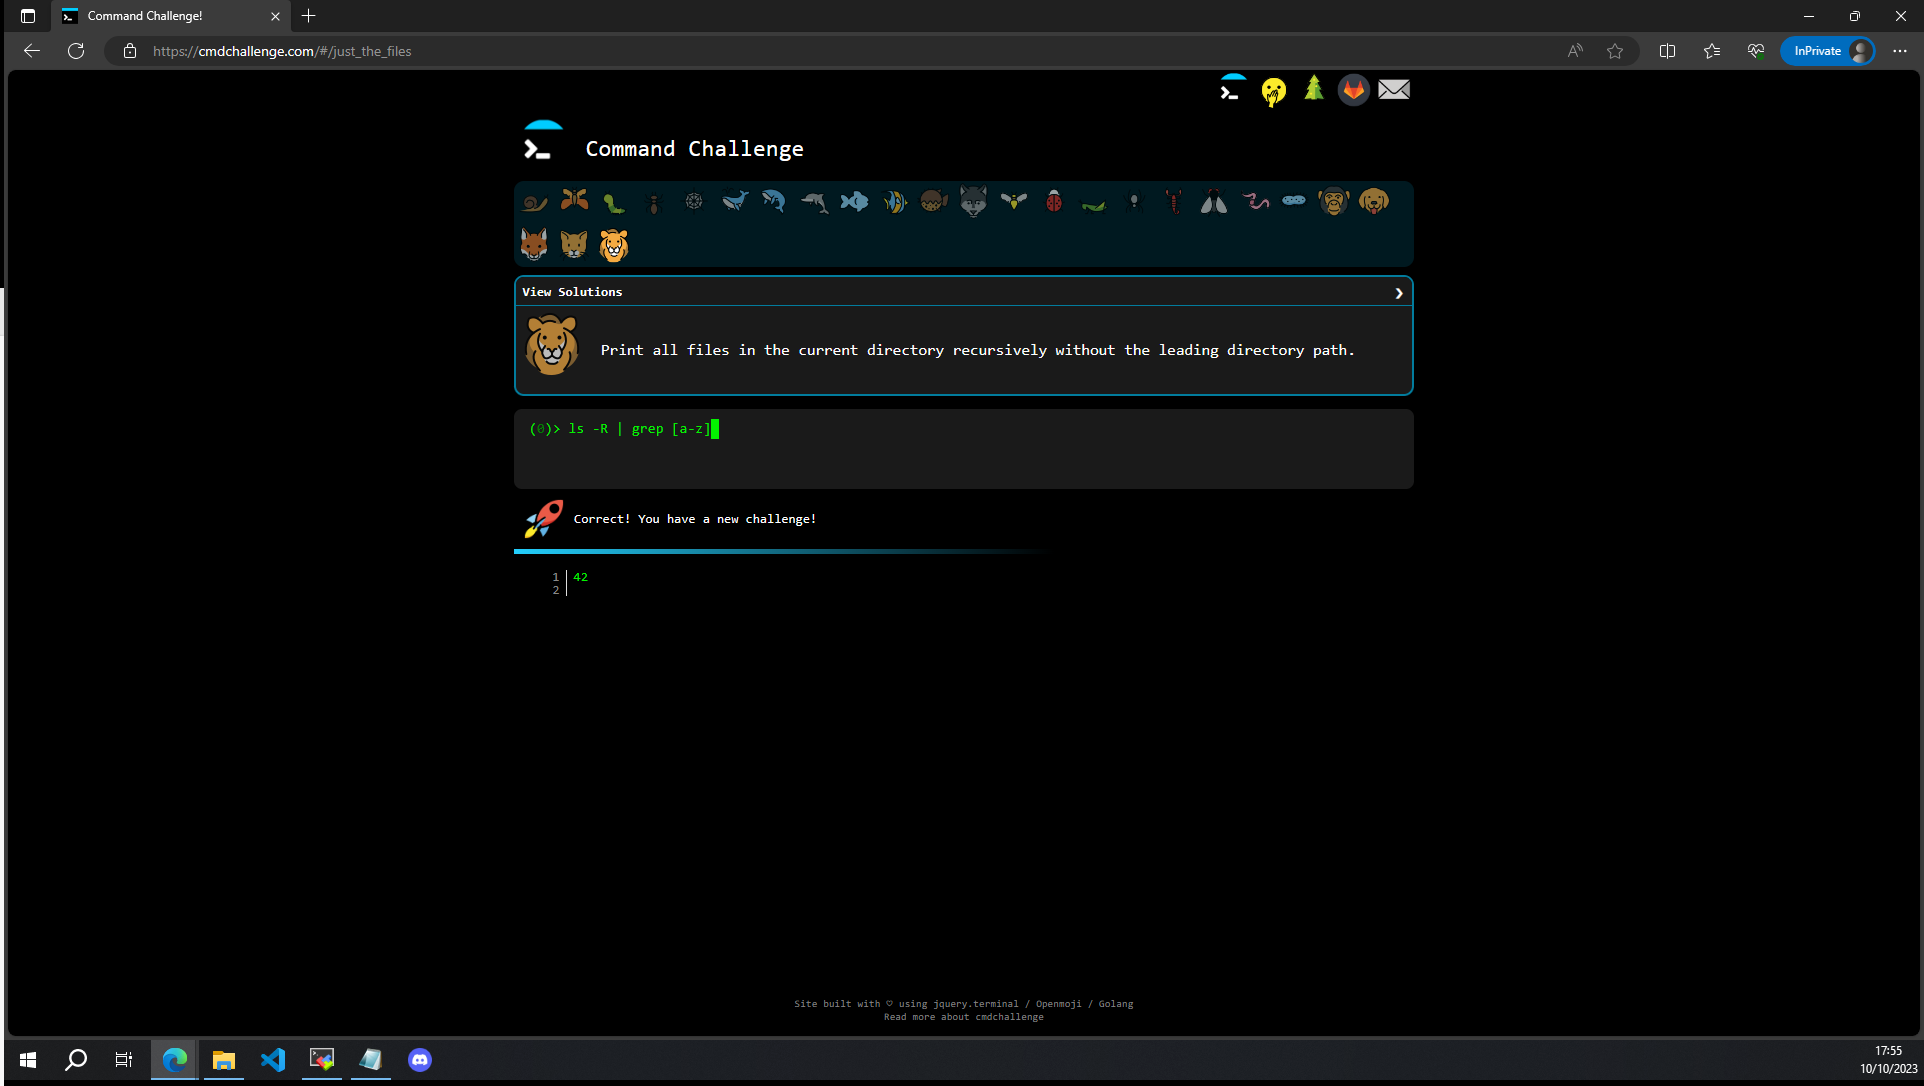 Command Challenge!
https://cmdchallenge.com/#/just_the_files
InPrivate
Command Challenge
View Solutions
Print all files in the current directory recursively without the leading directory path.
(0)> ls -R | grep [a-z]
Correct! You have a new challenge!
1 42
2
Site built with ♡ using jquery.terminal / Openmoji / Golang
Read more about cmdchallenge
17:55
10/10/2023